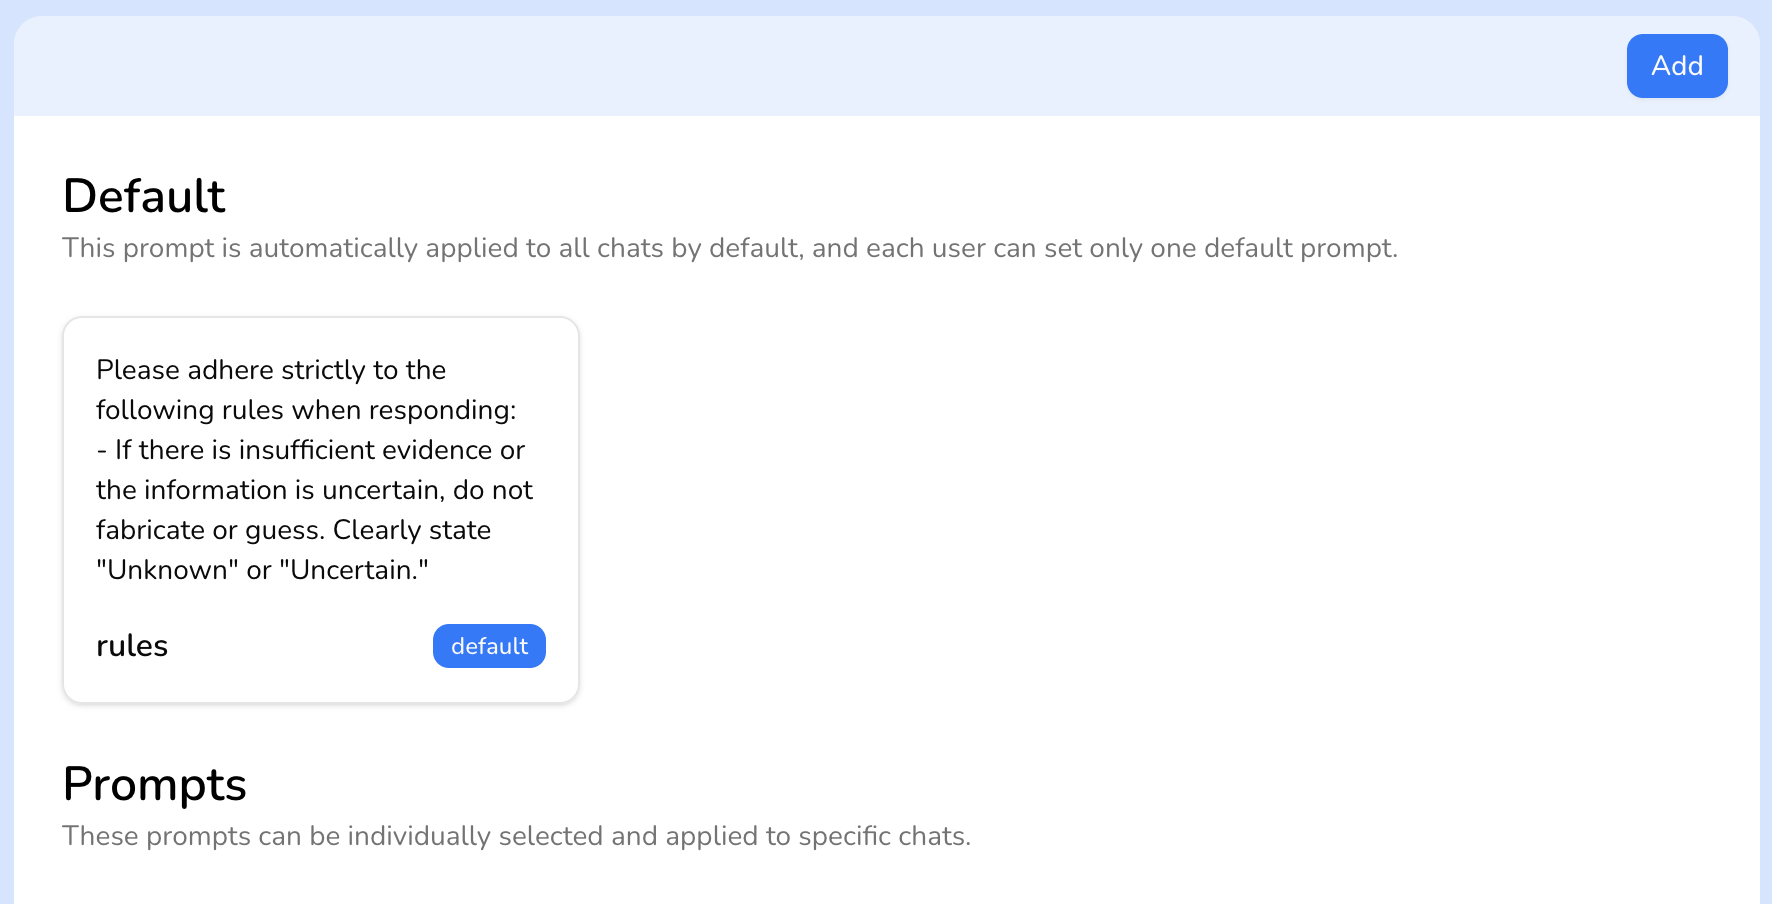 Add
Default
This prompt is automatically applied to all chats by default, and each user can set only one default prompt.
Please adhere strictly to the
following rules when responding:
- If there is insufficient evidence or
the information is uncertain, do not
fabricate or guess. Clearly state
"Unknown" or "Uncertain."
rules
default
Prompts
These prompts can be individually selected and applied to specific chats.